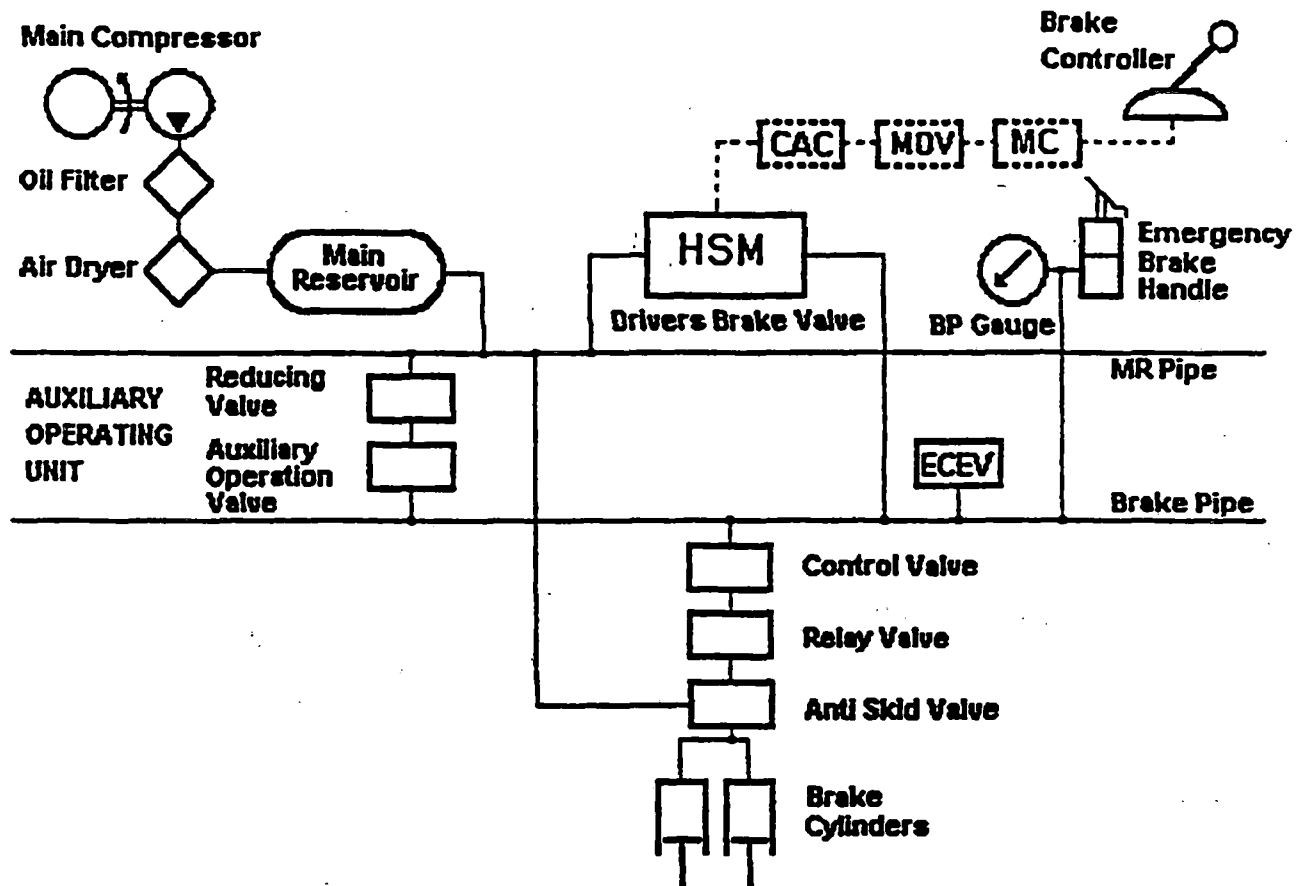 Main Compressor
Oil Filter
Air Dryer
Main
Reservoir
Brake
Controller
CAC
MDV
MC
HSM
Drivers Brake Valve
BP Gauge
Emergency
Brake
Handle
MR Pipe
AUXILIARY
OPERATING
UNIT
Reducing
Valve
Auxiliary
Operation
Valve
ECEV
Brake Pipe
Control Valve
Relay Valve
Anti Skid Valve
Brake
Cylinders